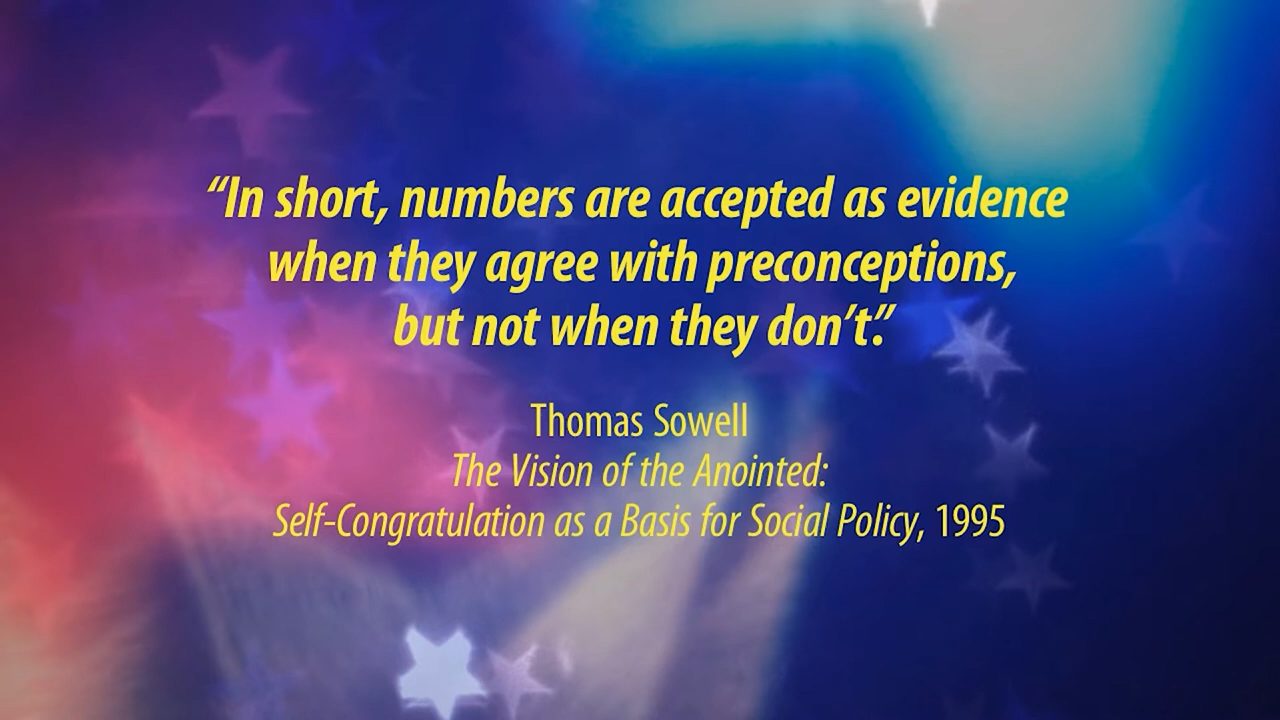 “In short, numbers are accepted as evidence
when they agree with preconceptions,
but not when they don’t.”
Thomas Sowell
The Vision of the Anointed:
Self-Congratulation as a Basis for Social Policy, 1995